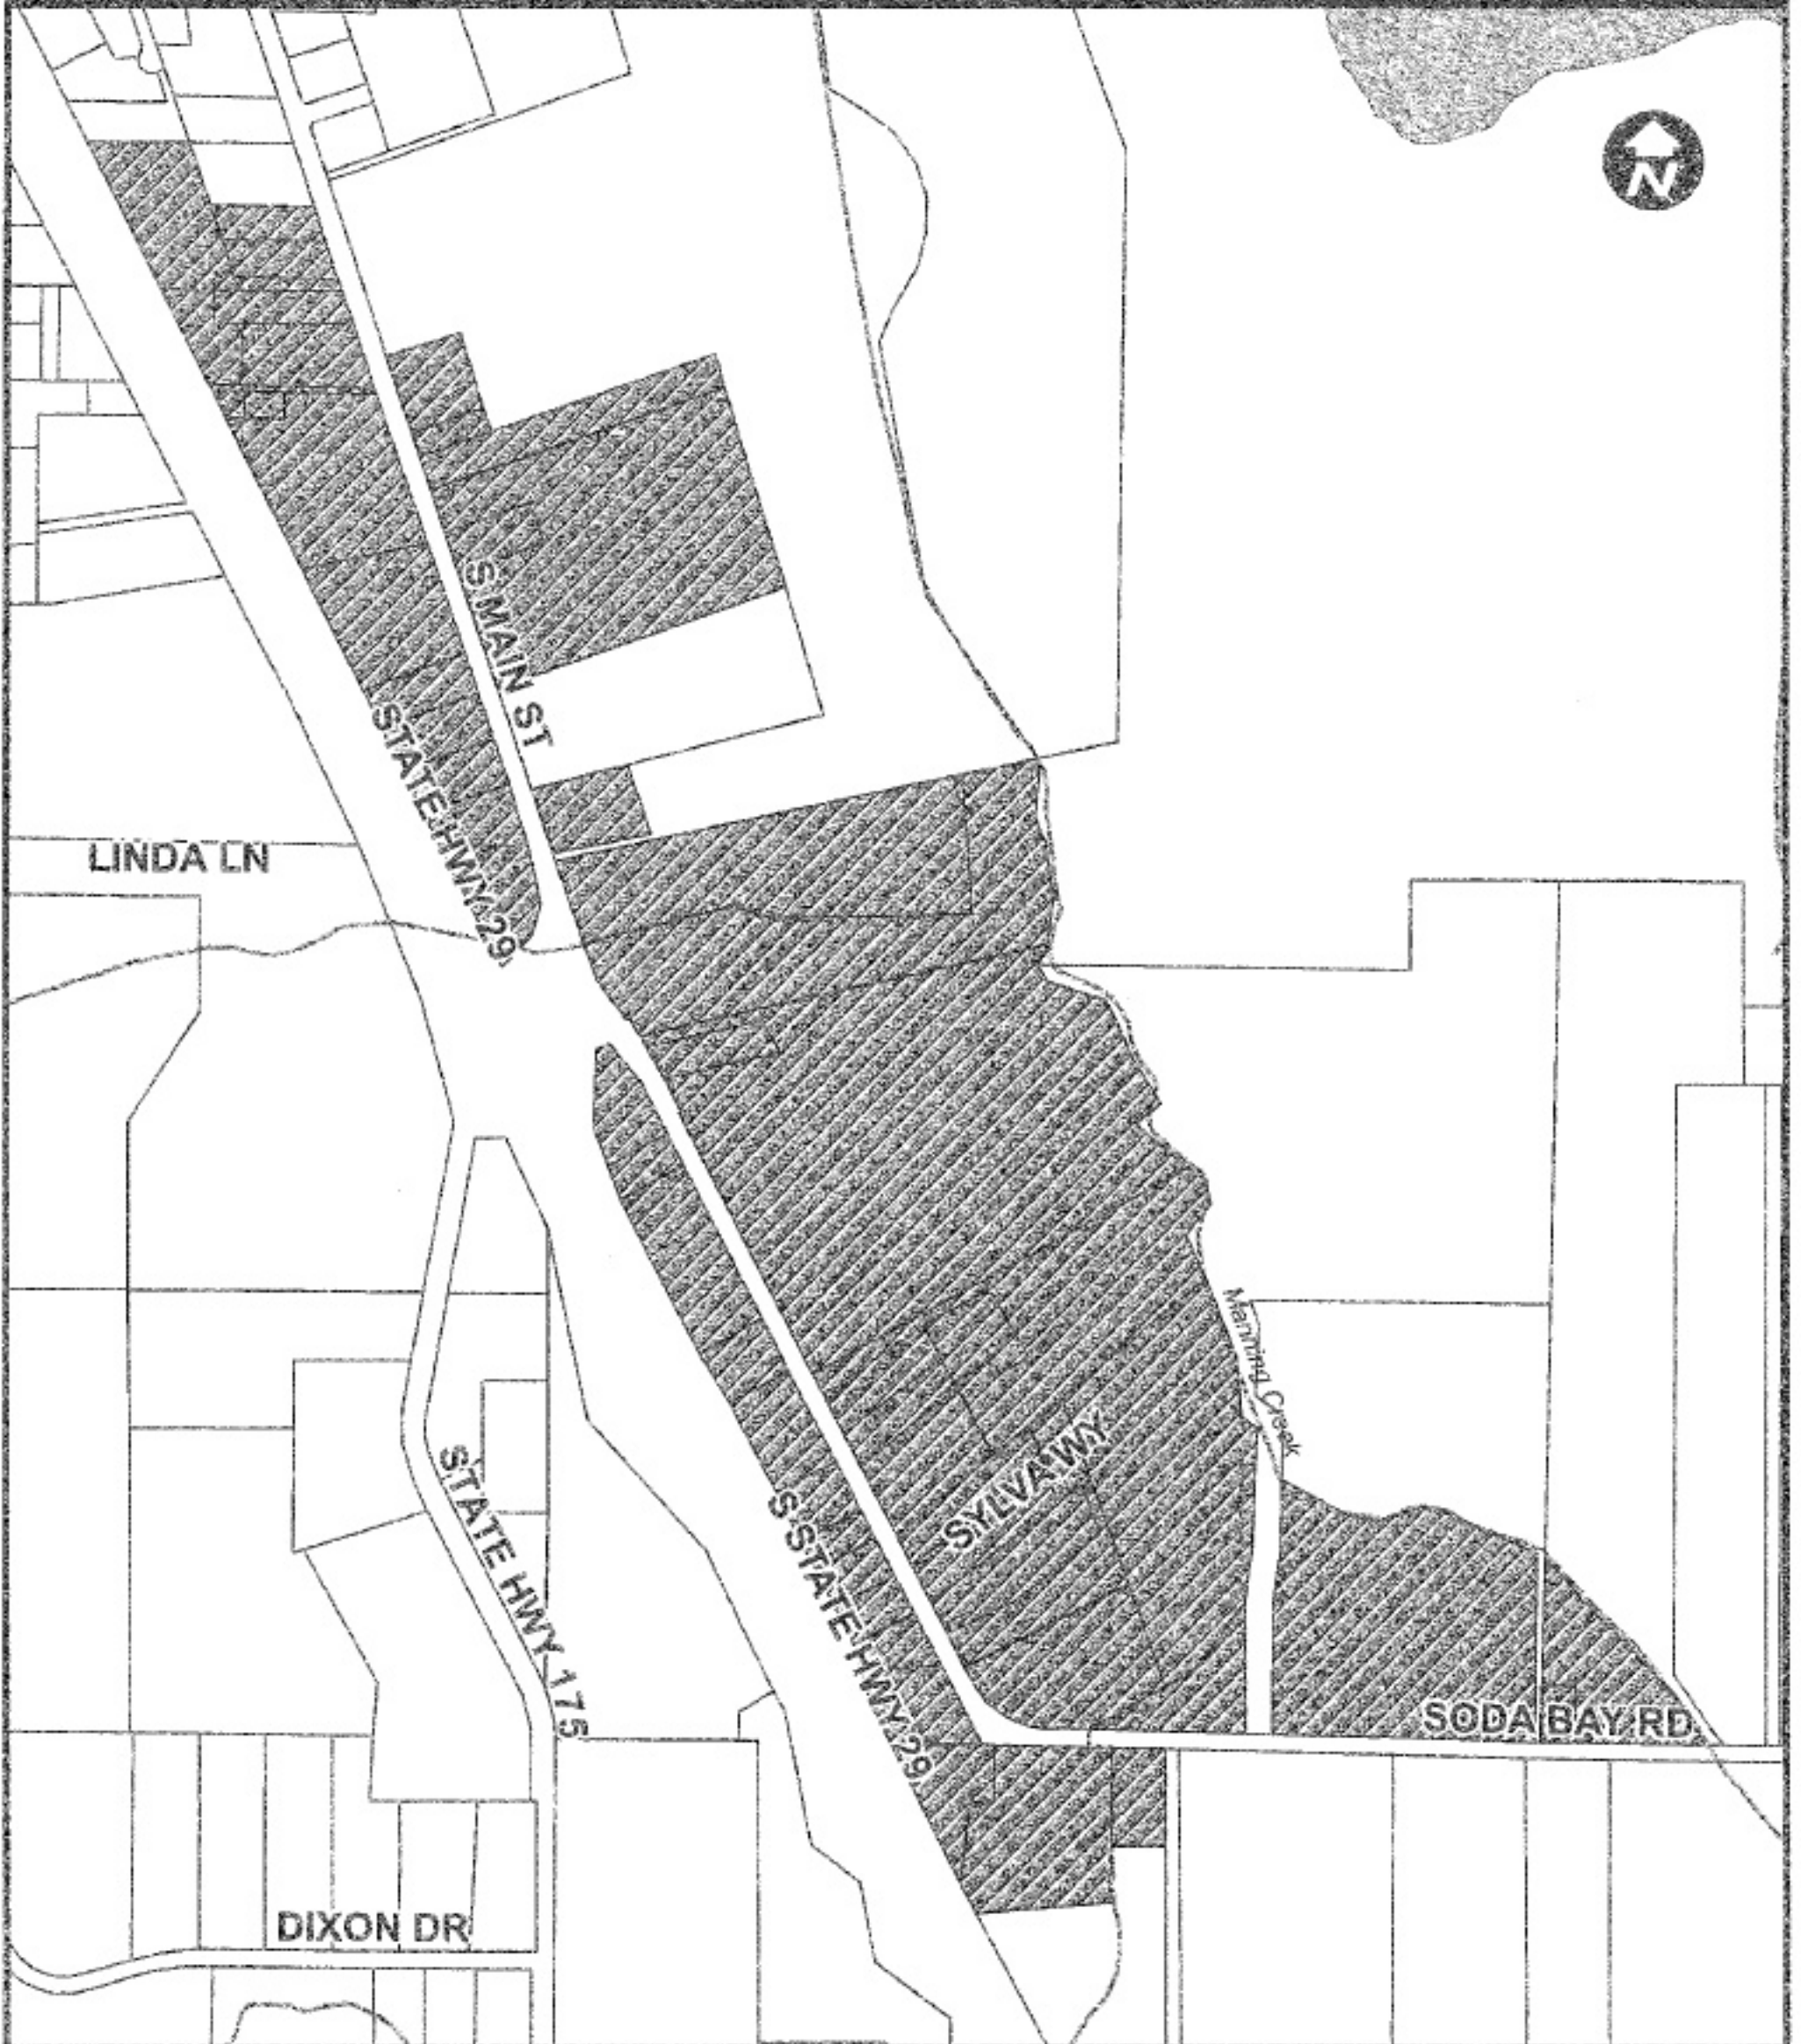 N
S MAIN ST
STATE HWY 29
LINDA LN
Manning Creek
SYLVA WY
STATE HWY 175
S STATE HWY 29
SODA BAY RD
DIXON DR